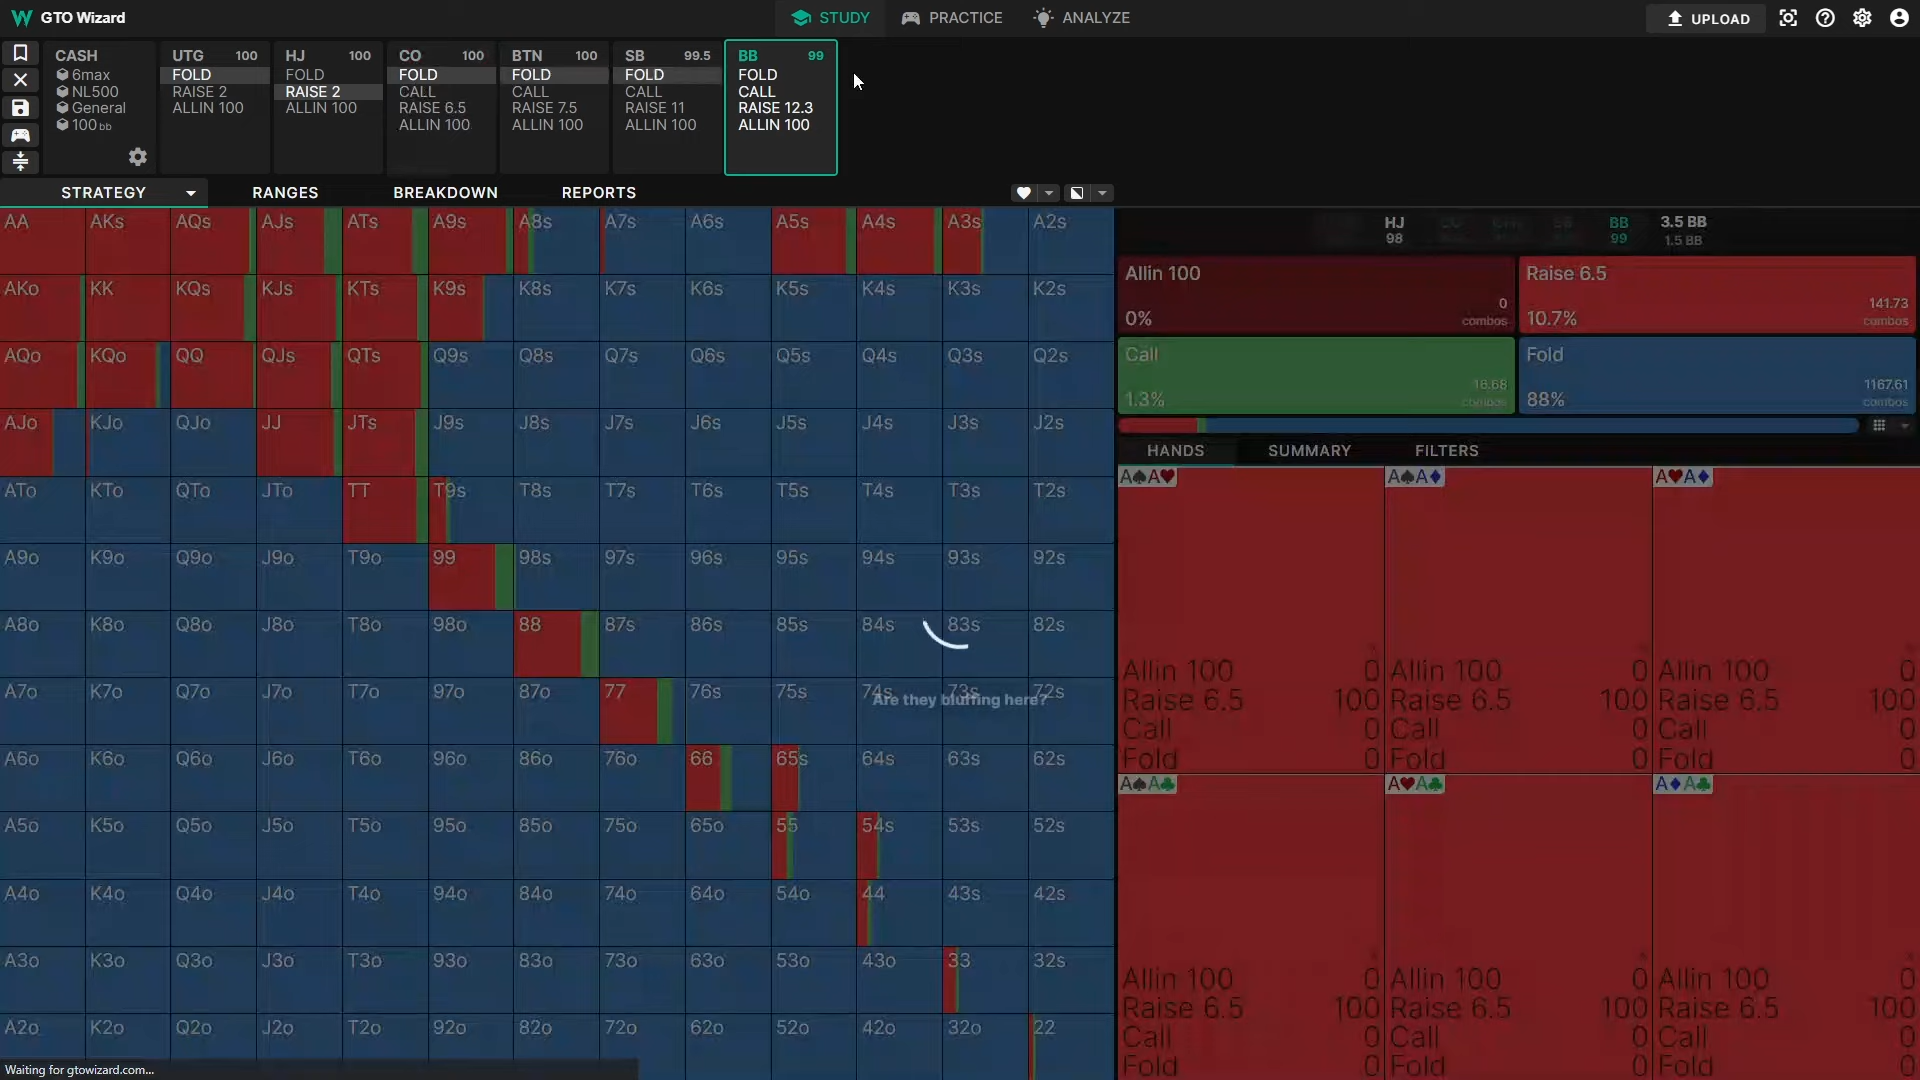 GTO Wizard
STUDY
PRACTICE
ANALYZE
UPLOAD
CASH
6max
NL500
General
100bb
UTG 100
FOLD
RAISE 2
ALLIN 100
HJ 100
FOLD
RAISE 2
ALLIN 100
CO 100
FOLD
CALL
RAISE 6.5
ALLIN 100
BTN 100
FOLD
CALL
RAISE 7.5
ALLIN 100
SB 99.5
FOLD
CALL
RAISE 11
ALLIN 100
BB 99
FOLD
CALL
RAISE 12.3
ALLIN 100
STRATEGY RANGES BREAKDOWN REPORTS
AA AKs AQs AJs ATs A9s A8s A7s A6s A5s A4s A3s A2s
AKo KK KQs KJs KTs K9s K8s K7s K6s K5s K4s K3s K2s
AQo KQo QQ QJs QTs Q9s Q8s Q7s Q6s Q5s Q4s Q3s Q2s
AJo KJo QJo JJ JTs J9s J8s J7s J6s J5s J4s J3s J2s
ATo KTo QTo JTo TT T9s T8s T7s T6s T5s T4s T3s T2s
A9o K9o Q9o J9o T9o 99 98s 97s 96s 95s 94s 93s 92s
A8o K8o Q8o J8o T8o 98o 88 87s 86s 85s 84s 83s 82s
A7o K7o Q7o J7o T7o 97o 87o 77 76s 75s 74s 73s 72s
Are they bluffing here?
A6o K6o Q6o J6o T6o 96o 86o 76o 66 65s 64s 63s 62s
A5o K5o Q5o J5o T5o 95o 85o 75o 65o 55 54s 53s 52s
A4o K4o Q4o J4o T4o 94o 84o 74o 64o 54o 44 43s 42s
A3o K3o Q3o J3o T3o 93o 83o 73o 63o 53o 43o 33 32s
A2o K2o Q2o J2o T2o 92o 82o 72o 62o 52o 42o 32o 22
Waiting for gtowizard.com...
HJ CO SB BB 3.5 BB
98 99 1.5 BB
Allin 100
0
0% combos
Raise 6.5
141.73
10.7% combos
Call
16.68
1.3% combos
Fold
1167.61
88% combos
HANDS SUMMARY FILTERS
A♠A♥ A♠A♦ A♥A♦
Allin 100 0 Allin 100 0 Allin 100 0
Raise 6.5 100 Raise 6.5 100 Raise 6.5 100
Call 0 Call 0 Call 0
Fold 0 Fold 0 Fold 0
A♠A♣ A♥A♣ A♦A♣
Allin 100 0 Allin 100 0 Allin 100 0
Raise 6.5 100 Raise 6.5 100 Raise 6.5 100
Call 0 Call 0 Call 0
Fold 0 Fold 0 Fold 0